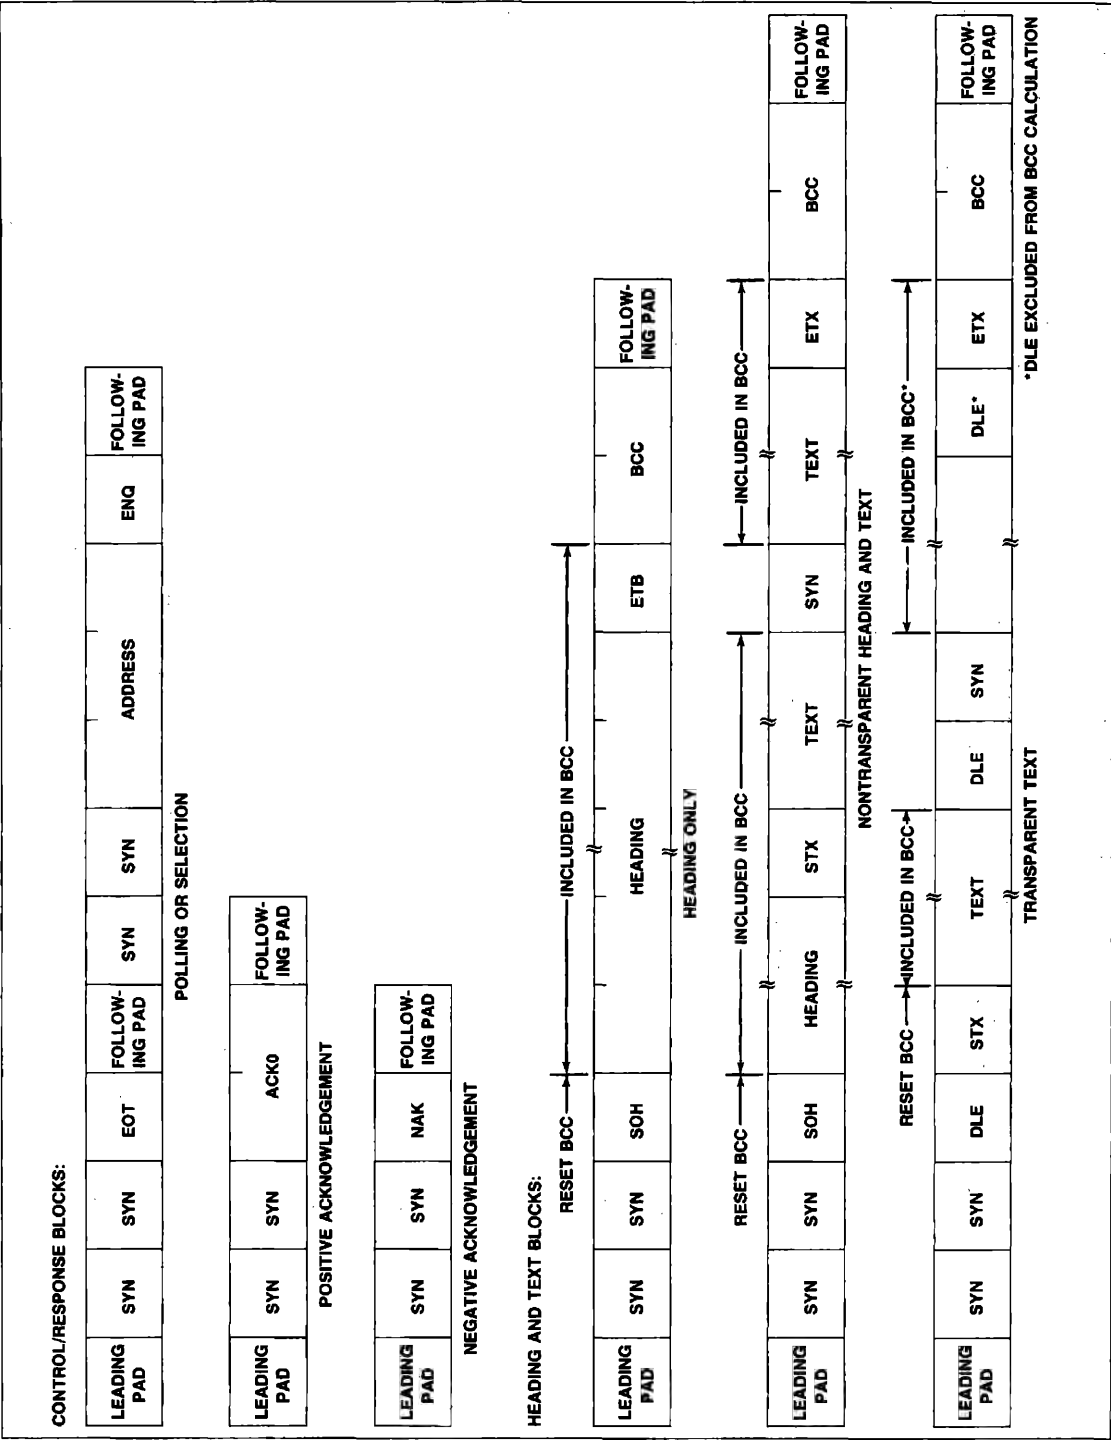 CONTROL/RESPONSE BLOCKS:
LEADING PAD SYN SYN EOT FOLLOW-ING PAD SYN SYN ADDRESS ENQ FOLLOW-ING PAD
POLLING OR SELECTION
LEADING PAD SYN SYN ACK0 FOLLOW-ING PAD
POSITIVE ACKNOWLEDGEMENT
LEADING PAD SYN SYN NAK FOLLOW-ING PAD
NEGATIVE ACKNOWLEDGEMENT
HEADING AND TEXT BLOCKS:
RESET BCC INCLUDED IN BCC
LEADING PAD SYN SYN SOH HEADING ETB BCC FOLLOW-ING PAD
HEADING ONLY
RESET BCC INCLUDED IN BCC INCLUDED IN BCC
LEADING PAD SYN SYN SOH HEADING STX TEXT SYN TEXT ETX BCC FOLLOW-ING PAD
NONTRANSPARENT HEADING AND TEXT
RESET BCC INCLUDED IN BCC INCLUDED IN BCC*
LEADING PAD SYN SYN DLE STX TEXT DLE SYN DLE* ETX BCC FOLLOW-ING PAD
TRANSPARENT TEXT
*DLE EXCLUDED FROM BCC CALCULATION